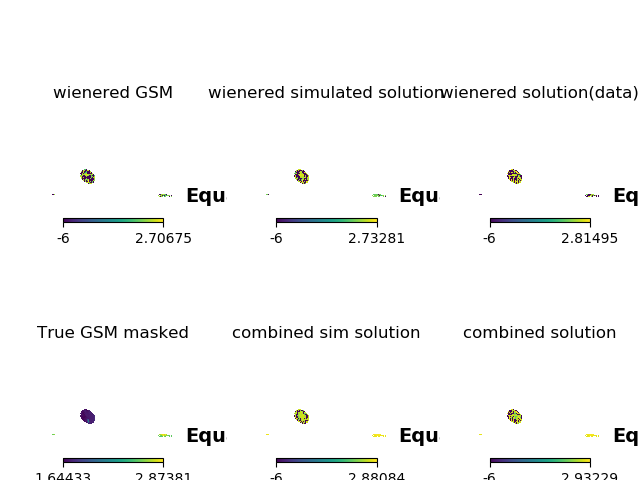 wienered GSM wienered simulated solution wienered solution(data)
Equ Equ Eq
-6 2.70675 -6 2.73281 -6 2.81495
True GSM masked combined sim solution combined solution
Equ Equ Eq
1.64433 2.87381 -6 2.88084 -6 2.93229